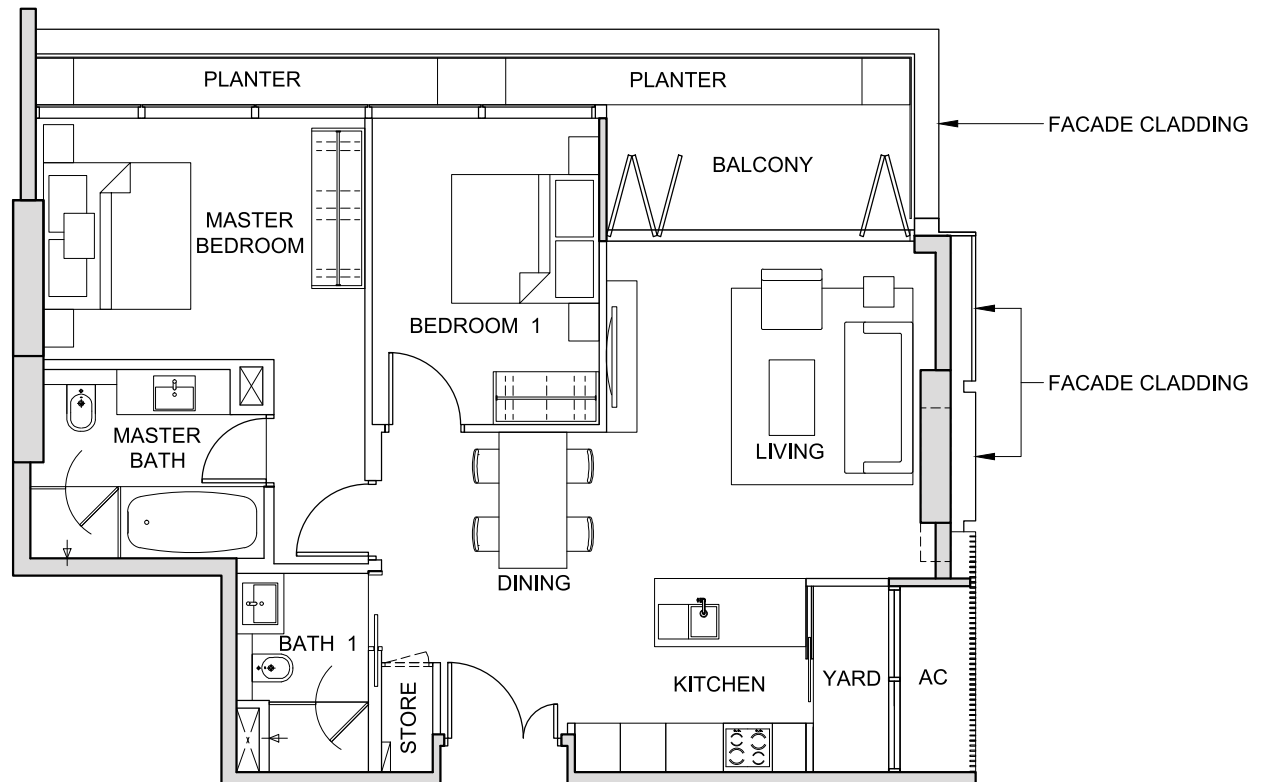 PLANTER
PLANTER
FACADE CLADDING
BALCONY
MASTER
BEDROOM
BEDROOM 1
FACADE CLADDING
MASTER
BATH
LIVING
DINING
BATH 1
KITCHEN
YARD
AC
STORE